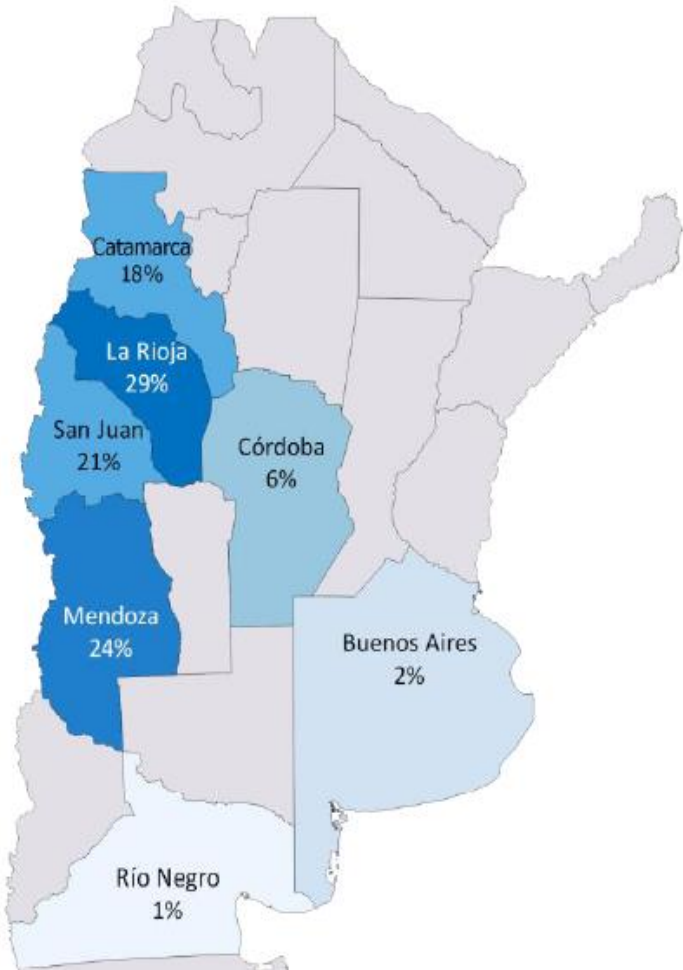 Catamarca
18%
La Rioja
29%
San Juan
21%
Córdoba
6%
Mendoza
24%
Buenos Aires
2%
Río Negro
1%